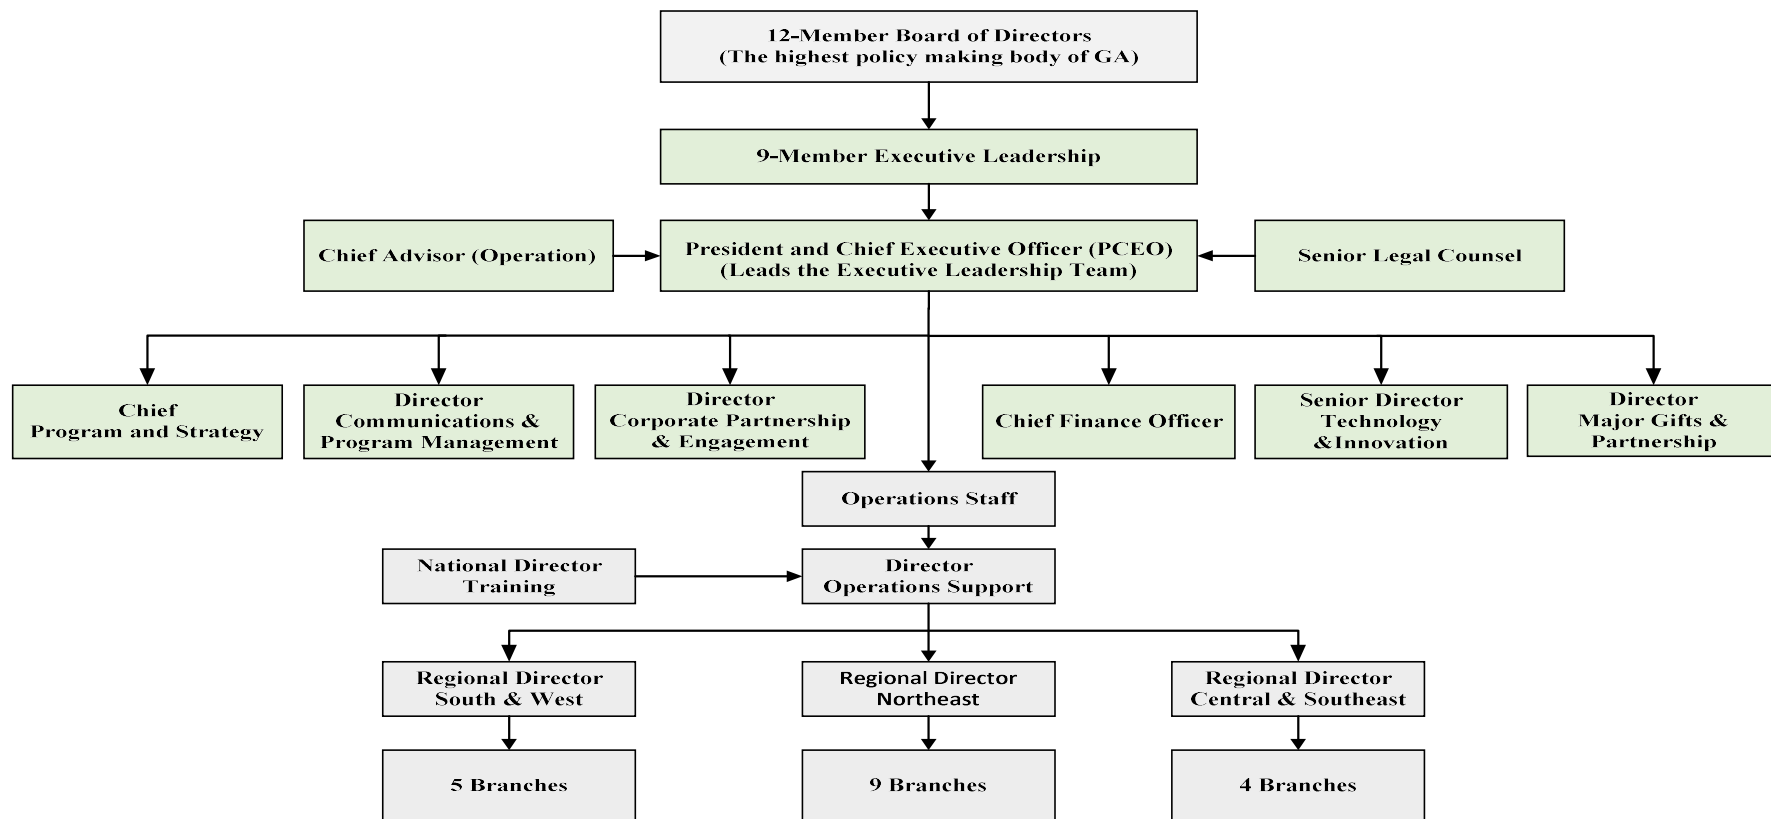 12-Member Board of Directors
(The highest policy making body of GA)
9-Member Executive Leadership
Chief Advisor (Operation)
President and Chief Executive Officer (PCEO)
(Leads the Executive Leadership Team)
Senior Legal Counsel
Chief
Program and Strategy
Director
Communications &
Program Management
Director
Corporate Partnership
& Engagement
Chief Finance Officer
Senior Director
Technology
&Innovation
Director
Major Gifts &
Partnership
Operations Staff
National Director
Training
Director
Operations Support
Regional Director
South & West
Regional Director
Northeast
Regional Director
Central & Southeast
5 Branches
9 Branches
4 Branches